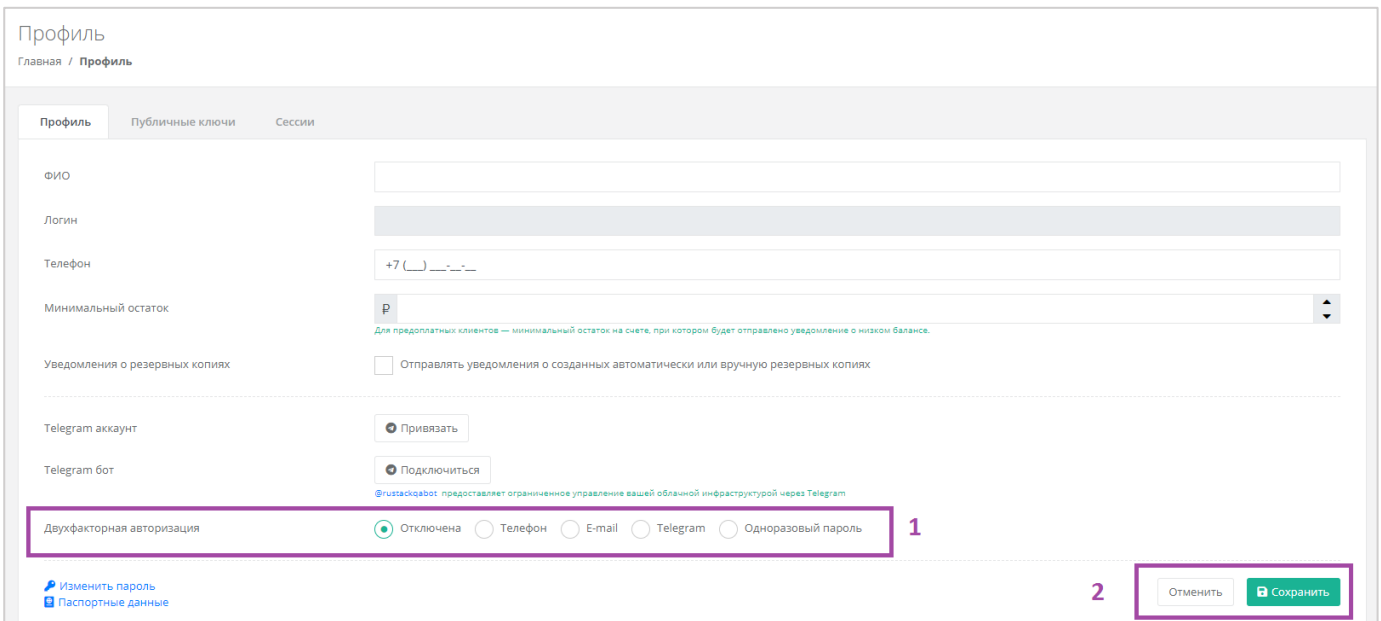 Профиль
Главная / Профиль
Профиль Публичные ключи Сессии
ФИО
Логин
Телефон +7 (___) ___-__-__
Минимальный остаток ₽
Для предоплатных клиентов — минимальный остаток на счете, при котором будет отправлено уведомление о низком балансе.
Уведомления о резервных копиях Отправлять уведомления о созданных автоматически или вручную резервных копиях
Telegram аккаунт Привязать
Telegram бот Подключиться
@rustackqabot предоставляет ограниченное управление вашей облачной инфраструктурой через Telegram
Двухфакторная авторизация Отключена Телефон E-mail Telegram Одноразовый пароль 1
Изменить пароль
Паспортные данные
2 Отменить Сохранить